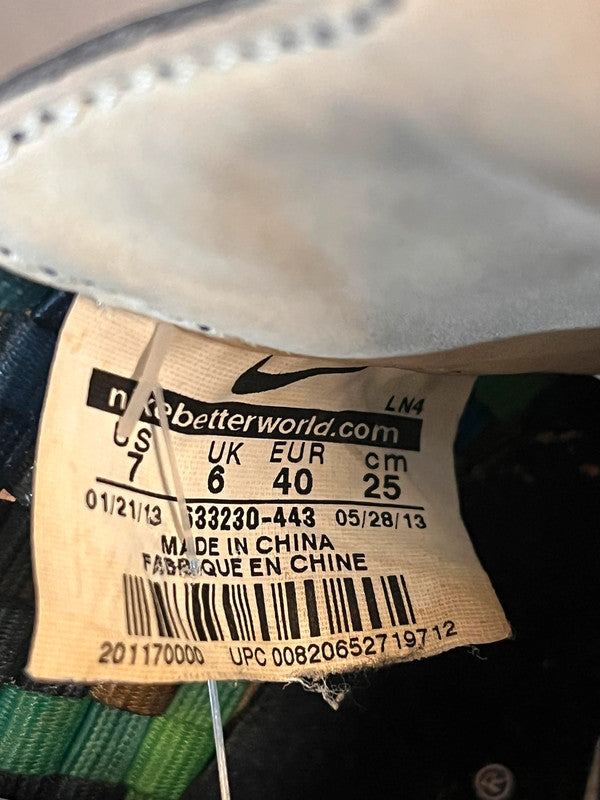 nikebetterworld.com
LN4
US UK EUR cm
7 6 40 25
01/21/13 633230-443 05/28/13
MADE IN CHINA
FABRIQUE EN CHINE
201170000 UPC 00820652719712
®